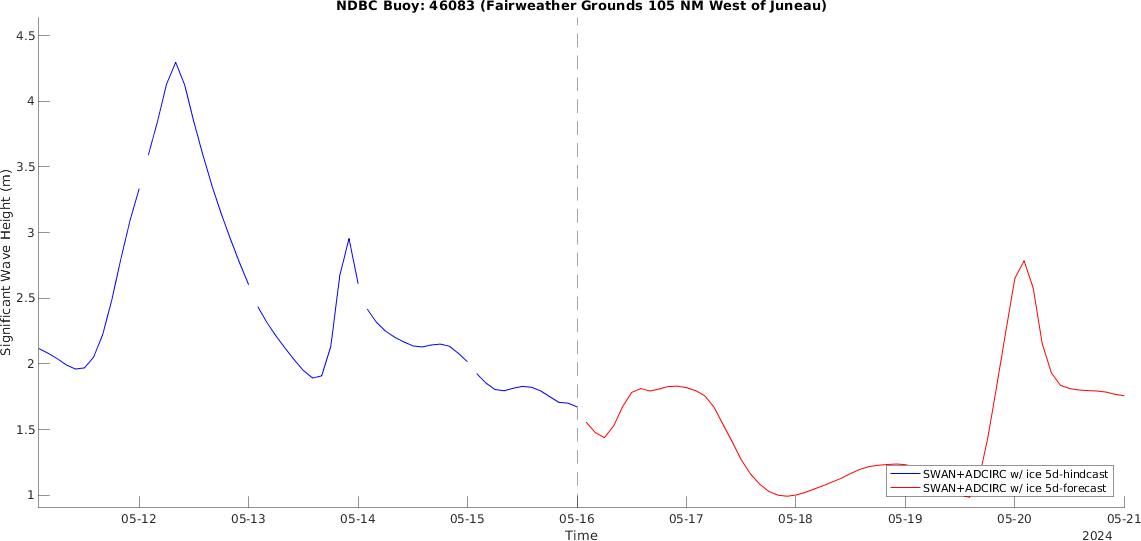 NDBC Buoy: 46083 (Fairweather Grounds 105 NM West of Juneau)
4.5
4
3.5
3
2.5
2
1.5
1
Significant Wave Height (m)
SWAN+ADCIRC w/ ice 5d-hindcast
SWAN+ADCIRC w/ ice 5d-forecast
05-12 05-13 05-14 05-15 05-16 05-17 05-18 05-19 05-20 05-21
Time
2024